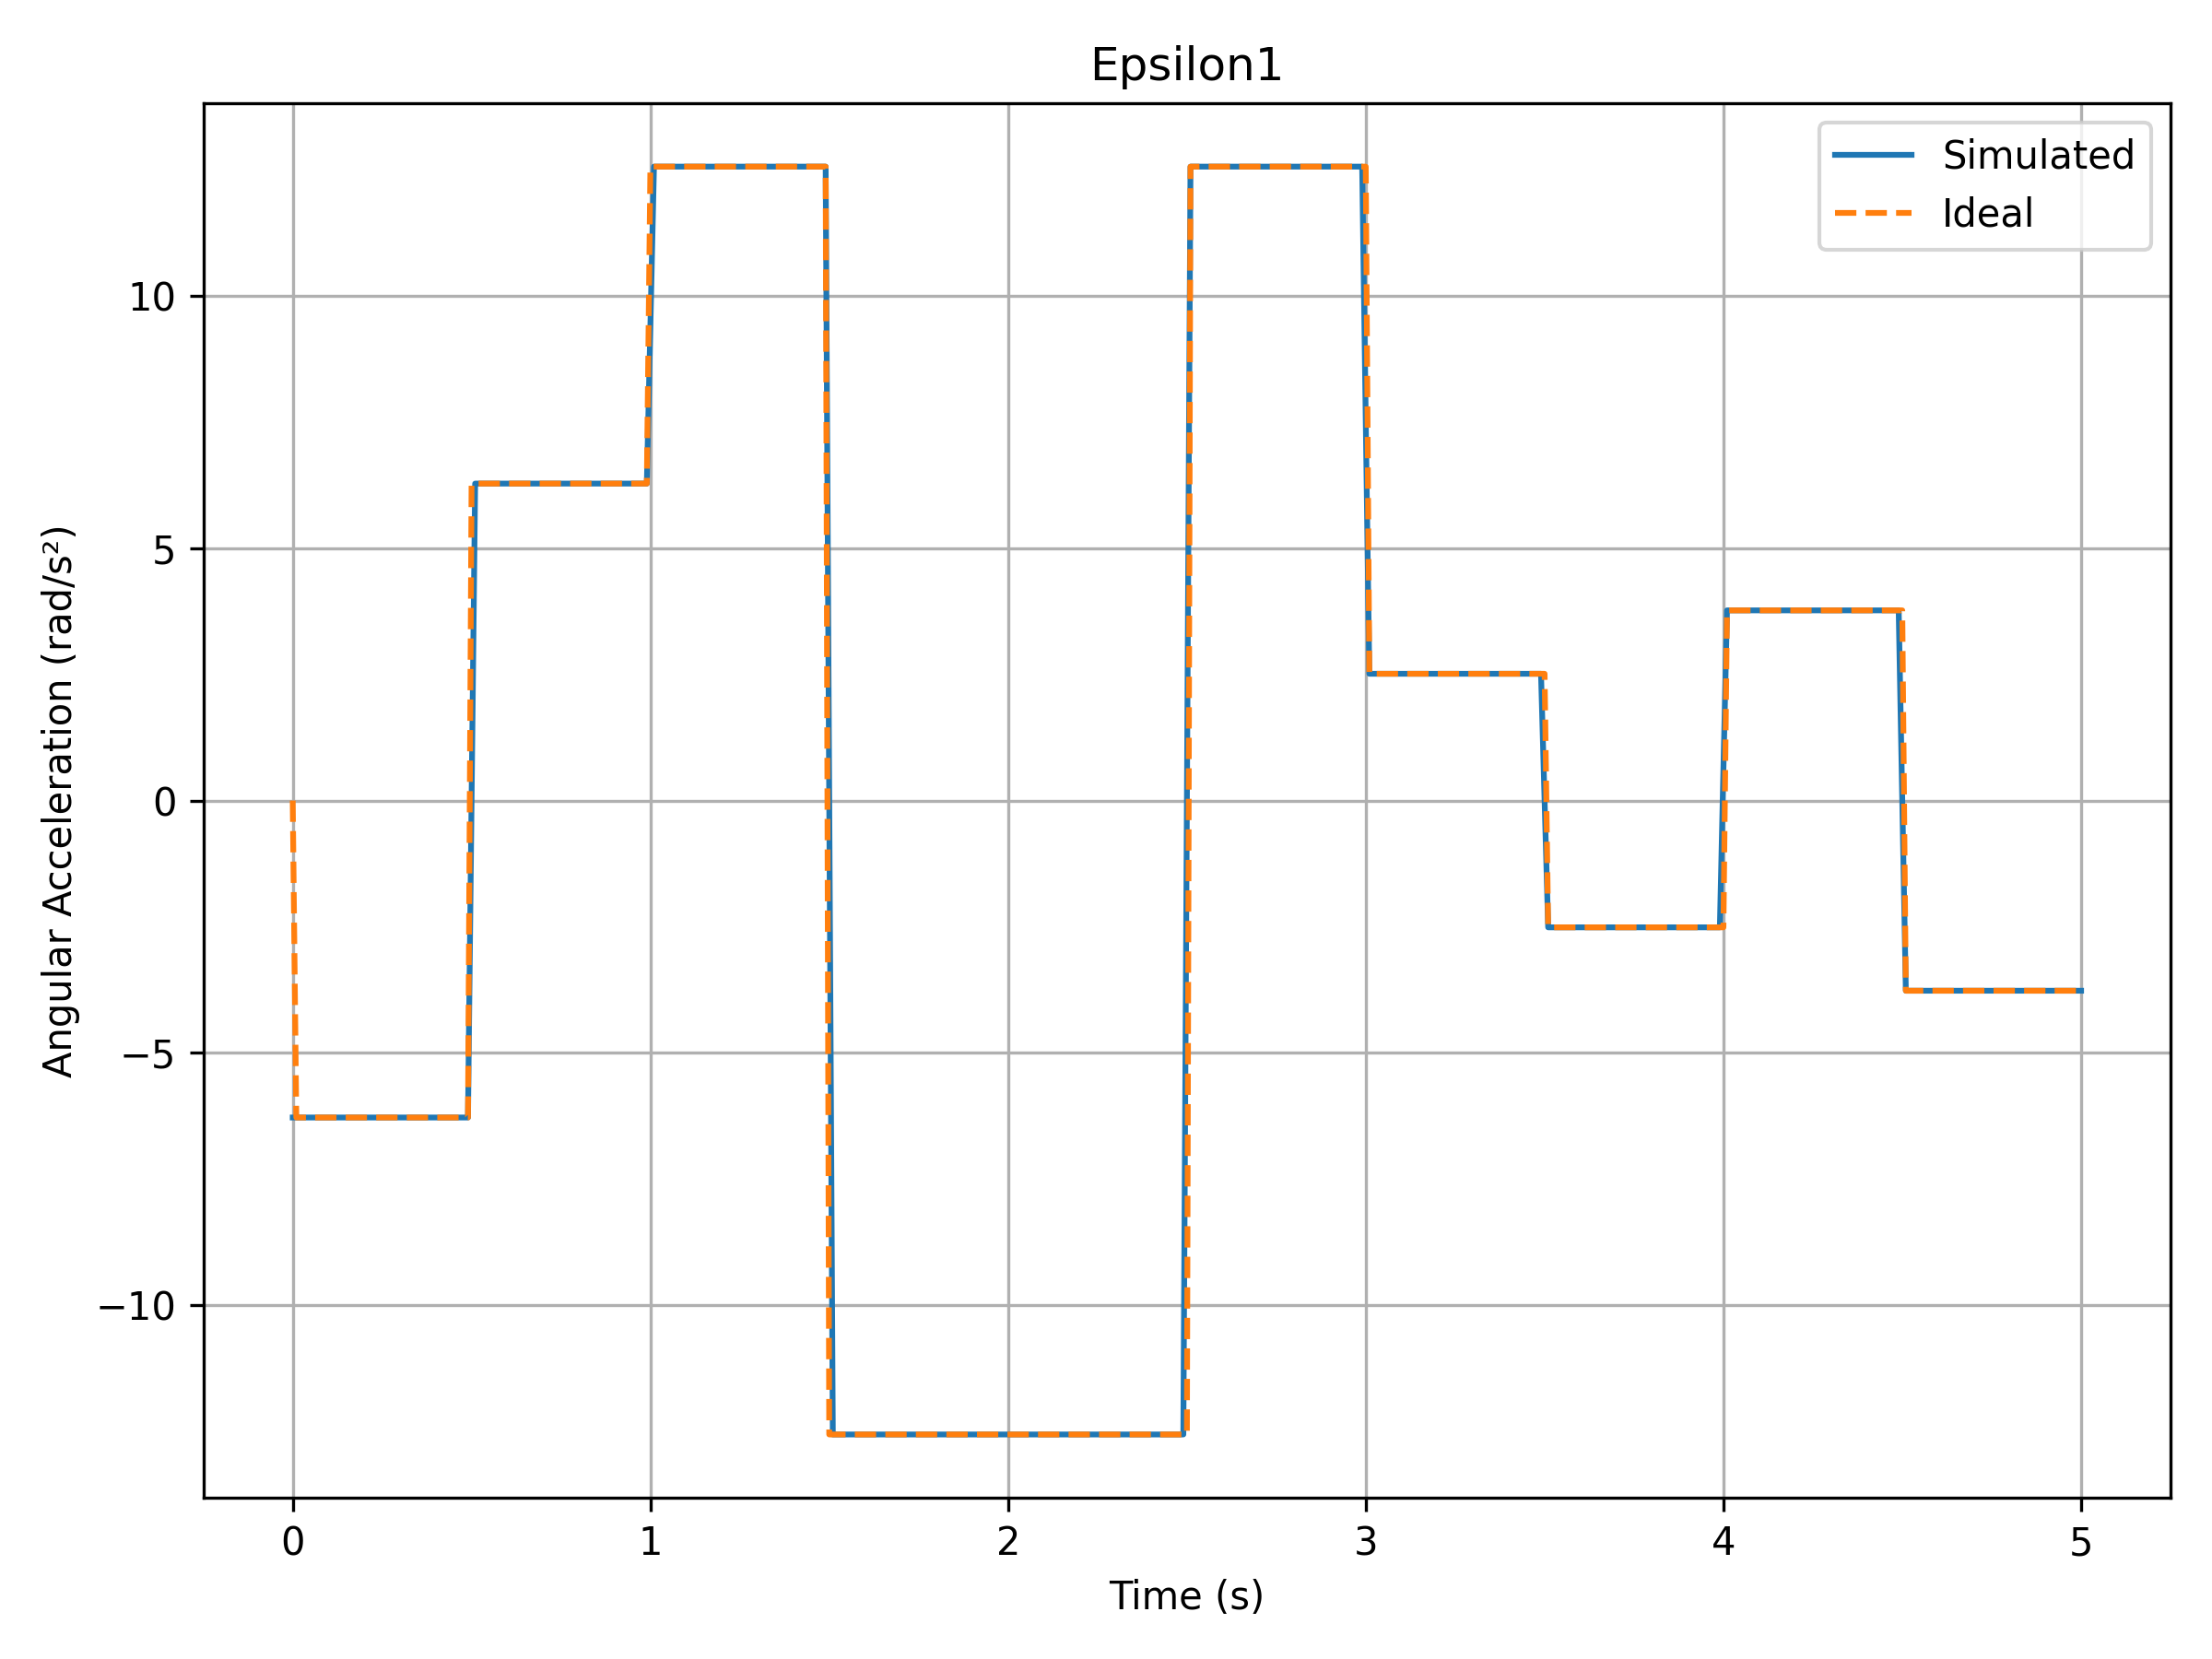 Epsilon1
Simulated
Ideal
Angular Acceleration (rad/s²)
10
5
0
−5
−10
0 1 2 3 4 5
Time (s)